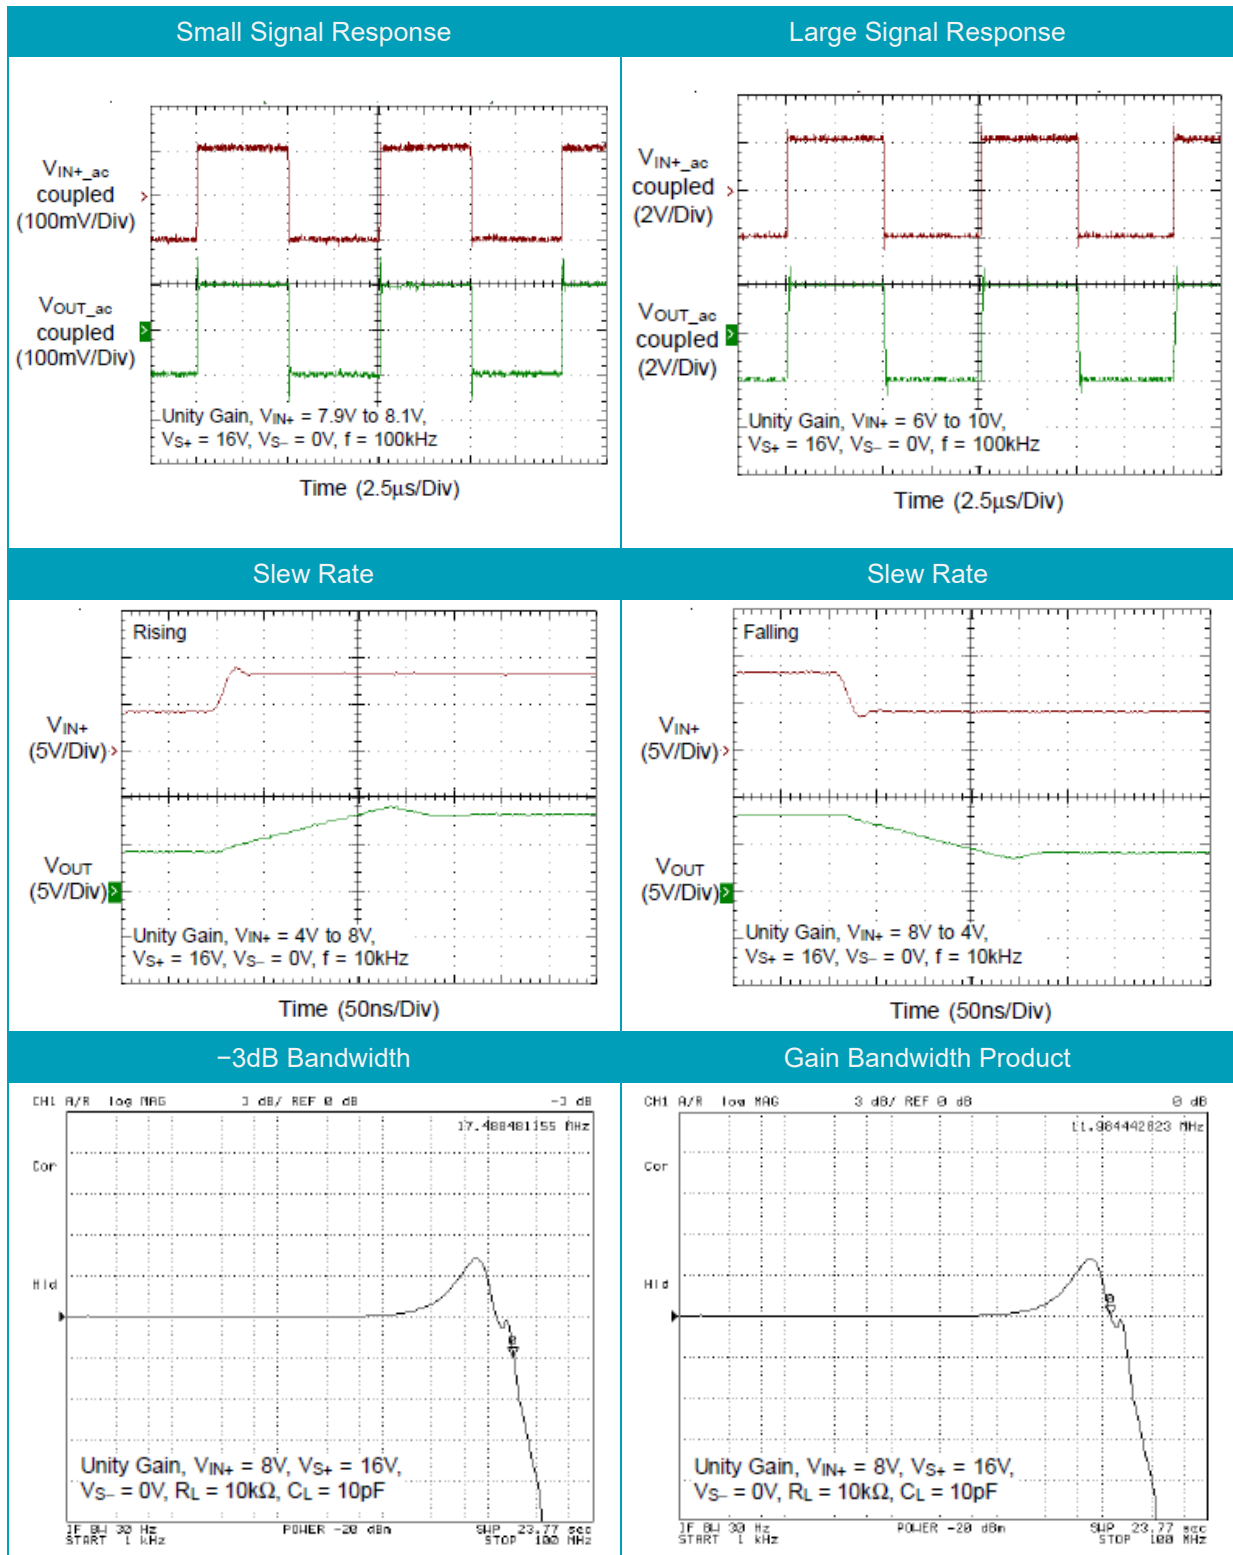 Small Signal Response
Large Signal Response
VIN+_ac
coupled
(100mV/Div)
VOUT_ac
coupled
(100mV/Div)
Unity Gain, VIN+ = 7.9V to 8.1V,
VS+ = 16V, VS− = 0V, f = 100kHz
Time (2.5μs/Div)
VIN+_ac
coupled
(2V/Div)
VOUT_ac
coupled
(2V/Div)
Unity Gain, VIN+ = 6V to 10V,
VS+ = 16V, VS− = 0V, f = 100kHz
Time (2.5μs/Div)
Slew Rate
Slew Rate
Rising
VIN+
(5V/Div)
VOUT
(5V/Div)
Unity Gain, VIN+ = 4V to 8V,
VS+ = 16V, VS− = 0V, f = 10kHz
Time (50ns/Div)
Falling
VIN+
(5V/Div)
VOUT
(5V/Div)
Unity Gain, VIN+ = 8V to 4V,
VS+ = 16V, VS− = 0V, f = 10kHz
Time (50ns/Div)
−3dB Bandwidth
Gain Bandwidth Product
CH1 A/R log MAG 3 dB/ REF 0 dB −3 dB
17.488481155 MHz
Cor
Hld
Unity Gain, VIN+ = 8V, VS+ = 16V,
VS− = 0V, RL = 10kΩ, CL = 10pF
IF BW 30 Hz POWER −20 dBm SWP 23.77 sec
START 1 kHz STOP 100 MHz
CH1 A/R log MAG 3 dB/ REF 0 dB 0 dB
11.984442823 MHz
Cor
Hld
Unity Gain, VIN+ = 8V, VS+ = 16V,
VS− = 0V, RL = 10kΩ, CL = 10pF
IF BW 30 Hz POWER −20 dBm SWP 23.77 sec
START 1 kHz STOP 100 MHz